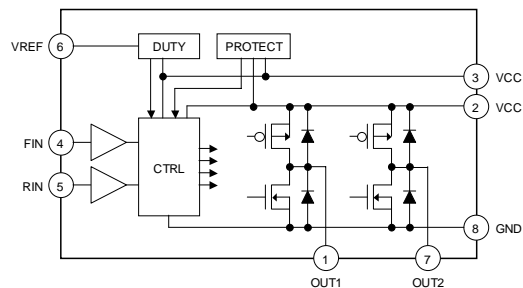 DUTY PROTECT
VREF 6
3 VCC
2 VCC
FIN 4
CTRL
RIN 5
8 GND
1 7
OUT1 OUT2